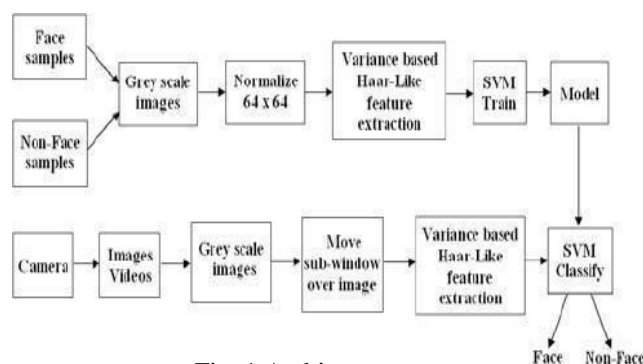 Face
samples
Non-Face
samples
Grey scale
images
Normalize
64 x 64
Variance based
Haar-Like
feature
extraction
SVM
Train
Model
Camera
Images
Videos
Grey scale
images
Move
sub-window
over image
Variance based
Haar-Like
feature
extraction
SVM
Classify
Face
Non-Face